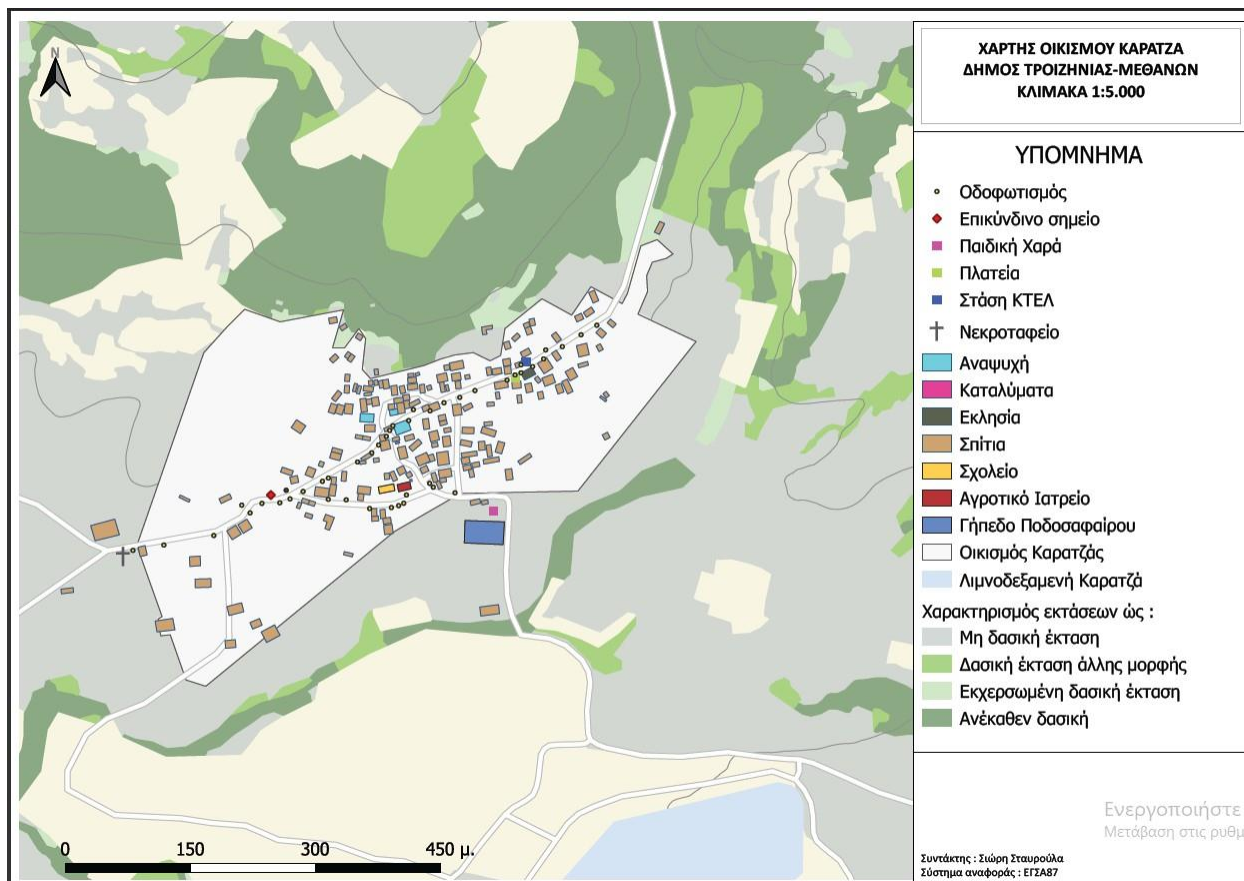 N
ΧΑΡΤΗΣ ΟΙΚΙΣΜΟΥ ΚΑΡΑΤΖΑ
ΔΗΜΟΣ ΤΡΟΙΖΗΝΙΑΣ-ΜΕΘΑΝΩΝ
ΚΛΙΜΑΚΑ 1:5.000
ΥΠΟΜΝΗΜΑ
Οδοφωτισμός
Επικύνδινο σημείο
Παιδική Χαρά
Πλατεία
Στάση ΚΤΕΛ
Νεκροταφείο
Αναψυχή
Καταλύματα
Εκλησία
Σπίτια
Σχολείο
Αγροτικό Ιατρείο
Γήπεδο Ποδοσαφαίρου
Οικισμός Καρατζάς
Λιμνοδεξαμενή Καρατζά
Χαρακτηρισμός εκτάσεων ώς :
Μη δασική έκταση
Δασική έκταση άλλης μορφής
Εκχερσωμένη δασική έκταση
Ανέκαθεν δασική
Ενεργοποιήστε
Μετάβαση στις ρυθμ
Συντάκτης : Σιώρη Σταυρούλα
Σύστημα αναφοράς : ΕΓΣΑ87
0 150 300 450 μ.